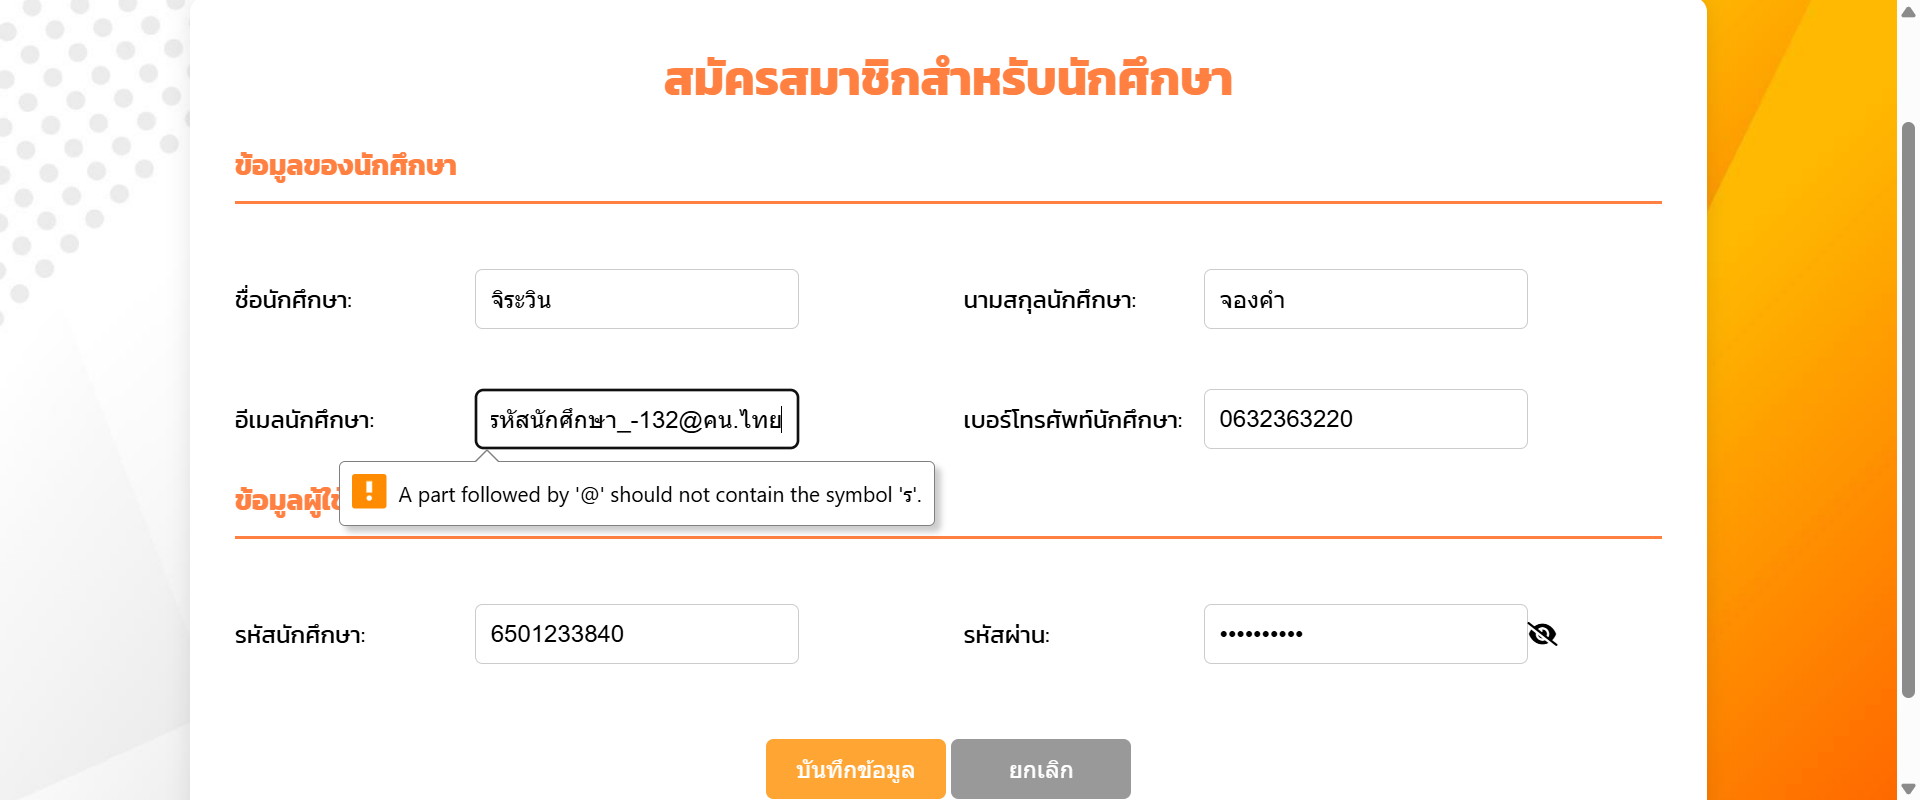 สมัครสมาชิกสำหรับนักศึกษา
ข้อมูลของนักศึกษา
ชื่อนักศึกษา: จิระวิน นามสกุลนักศึกษา: จองคำ
อีเมลนักศึกษา: รหัสนักศึกษา_-132@คน.ไทย เบอร์โทรศัพท์นักศึกษา: 0632363220
A part followed by '@' should not contain the symbol 'ร'.
ข้อมูลผู้ใช้
รหัสนักศึกษา: 6501233840 รหัสผ่าน: ••••••••••
บันทึกข้อมูล ยกเลิก